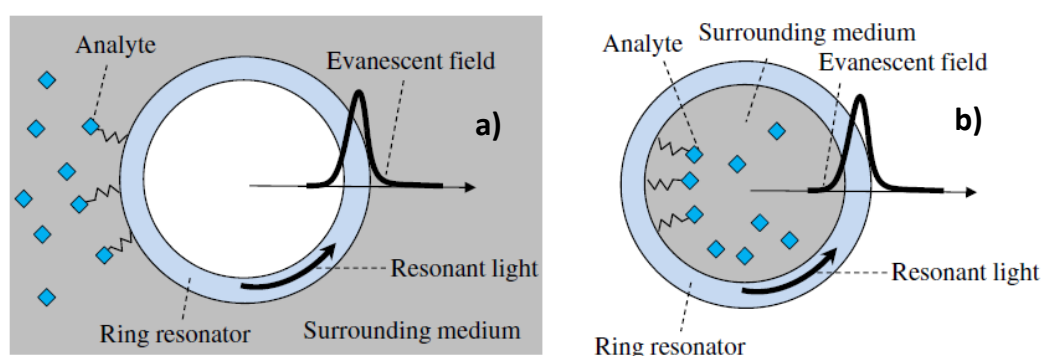 Analyte
Evanescent field
a)
Resonant light
Ring resonator
Surrounding medium
Surrounding medium
Analyte
Evanescent field
b)
Resonant light
Ring resonator